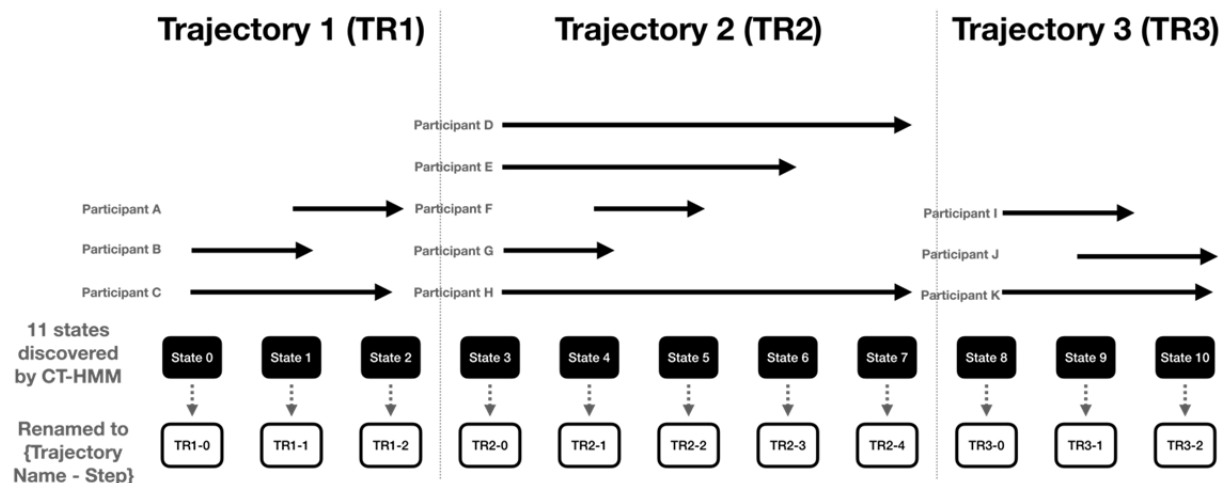 Trajectory 1 (TR1)
Trajectory 2 (TR2)
Trajectory 3 (TR3)
Participant A
Participant B
Participant C
Participant D
Participant E
Participant F
Participant G
Participant H
Participant I
Participant J
Participant K
11 states
discovered
by CT-HMM
State 0
State 1
State 2
State 3
State 4
State 5
State 6
State 7
State 8
State 9
State 10
Renamed to
{Trajectory
Name - Step}
TR1-0
TR1-1
TR1-2
TR2-0
TR2-1
TR2-2
TR2-3
TR2-4
TR3-0
TR3-1
TR3-2